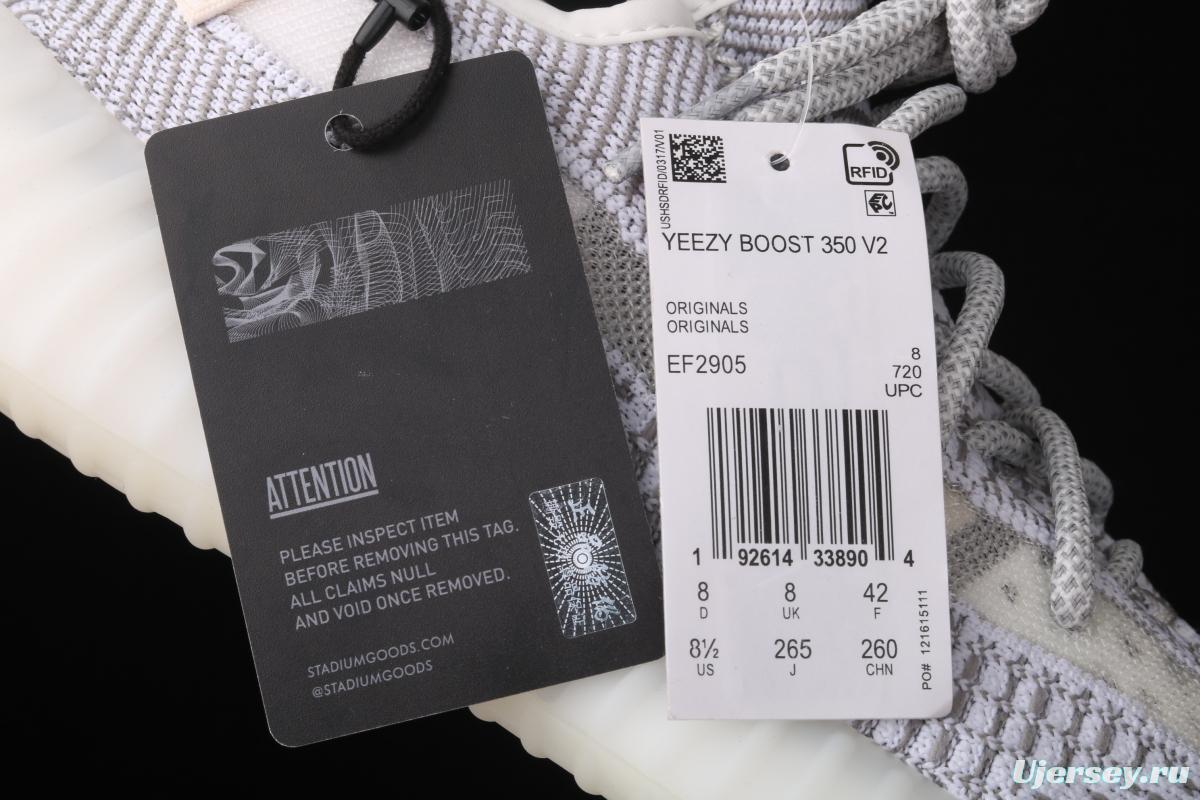 ATTENTION
PLEASE INSPECT ITEM
BEFORE REMOVING THIS TAG.
ALL CLAIMS NULL
AND VOID ONCE REMOVED.
STADIUMGOODS.COM
@STADIUMGOODS
USHSDRFID/0317/V01
RFID
YEEZY BOOST 350 V2
ORIGINALS
ORIGINALS
EF2905
8
720
UPC
1 92614 33890 4
8 8 42
D UK F
8½ 265 260
US J CHN
PO# 121615111
Ujersey.ru